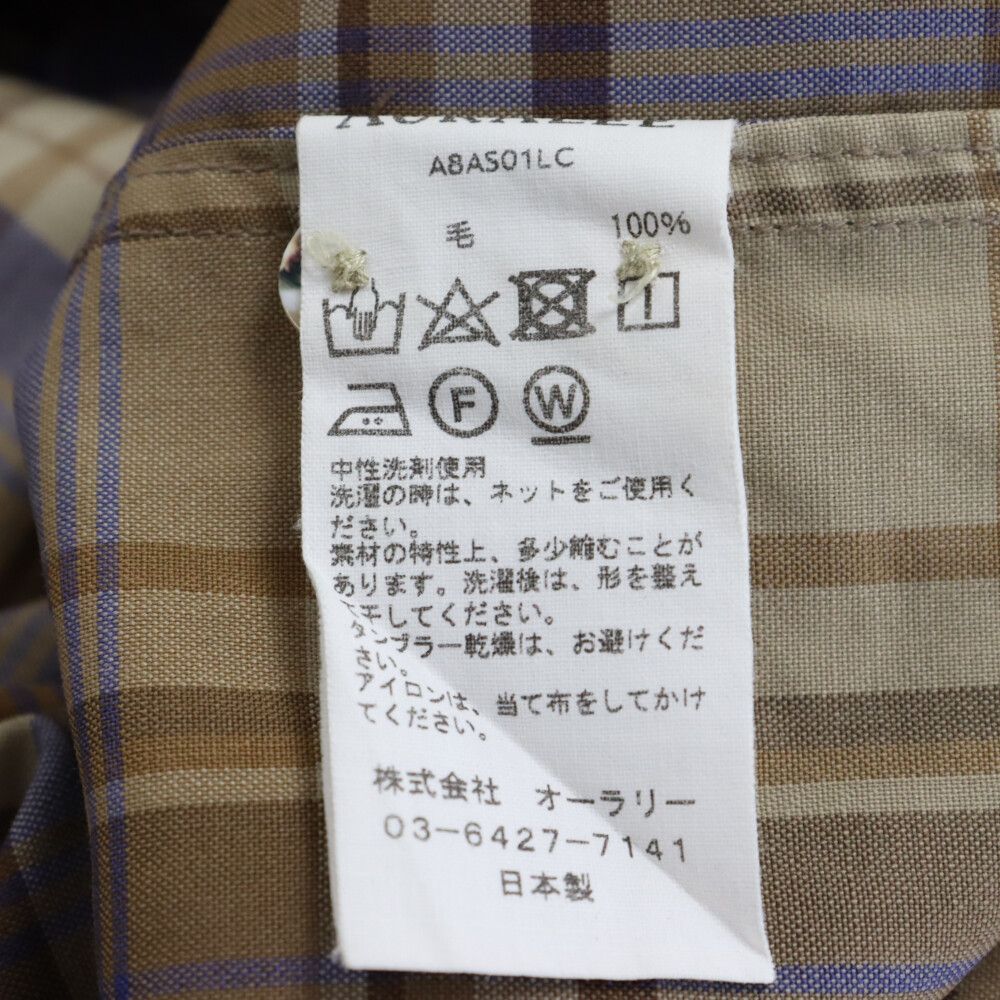 AURALEE
A8AS01LC
毛 100%
F W
中性洗剤使用
洗濯の時は、ネットをご使用く
ださい。
素材の特性上、多少縮むことが
あります。洗濯後は、形を整え
干してください。
タンブラー乾燥は、お避けくだ
さい。
アイロンは、当て布をしてかけ
てください。
株式会社 オーラリー
03-6427-7141
日本製